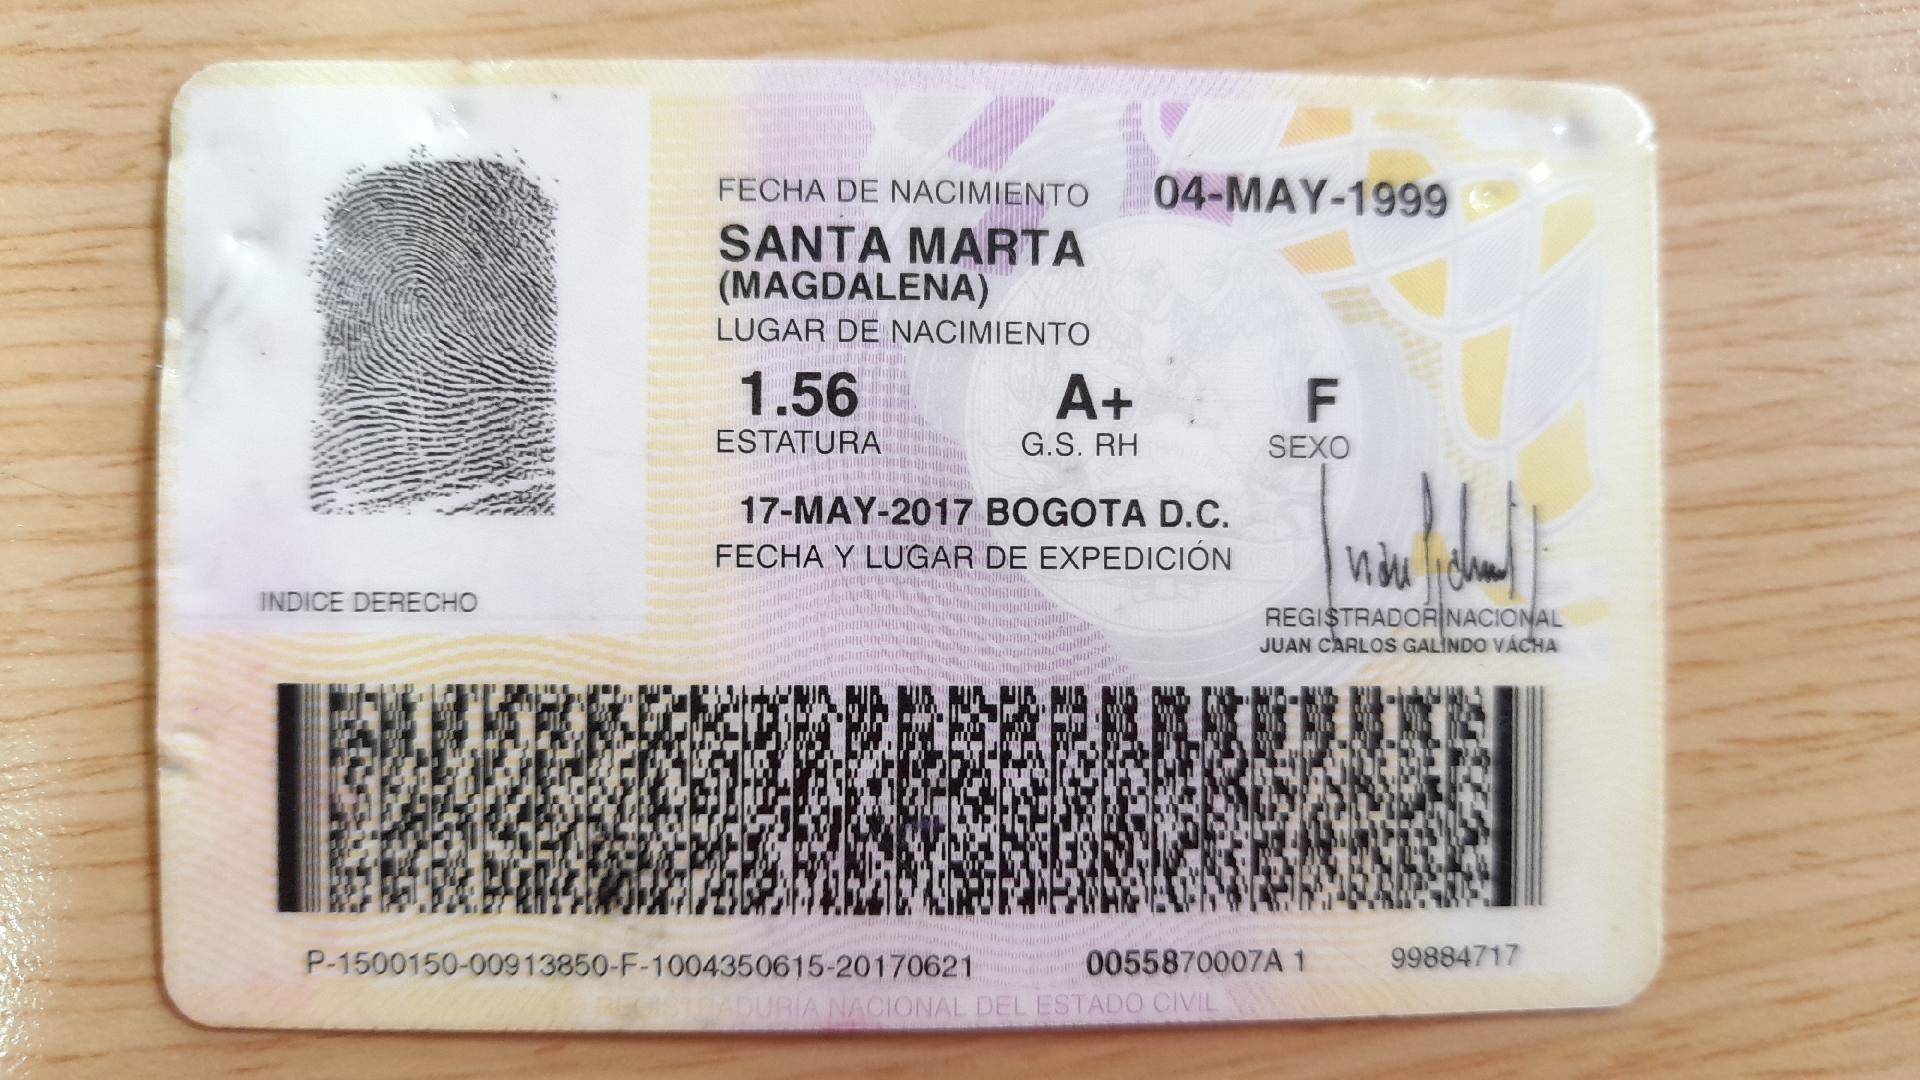 FECHA DE NACIMIENTO 04-MAY-1999
SANTA MARTA
(MAGDALENA)
LUGAR DE NACIMIENTO
1.56 A+ F
ESTATURA G.S. RH SEXO
17-MAY-2017 BOGOTA D.C.
FECHA Y LUGAR DE EXPEDICIÓN
INDICE DERECHO
REGISTRADOR NACIONAL
JUAN CARLOS GALINDO VÁCHA
P-1500150-00913850-F-1004350615-20170621 0055870007A 1 99884717
REGISTRADURÍA NACIONAL DEL ESTADO CIVIL